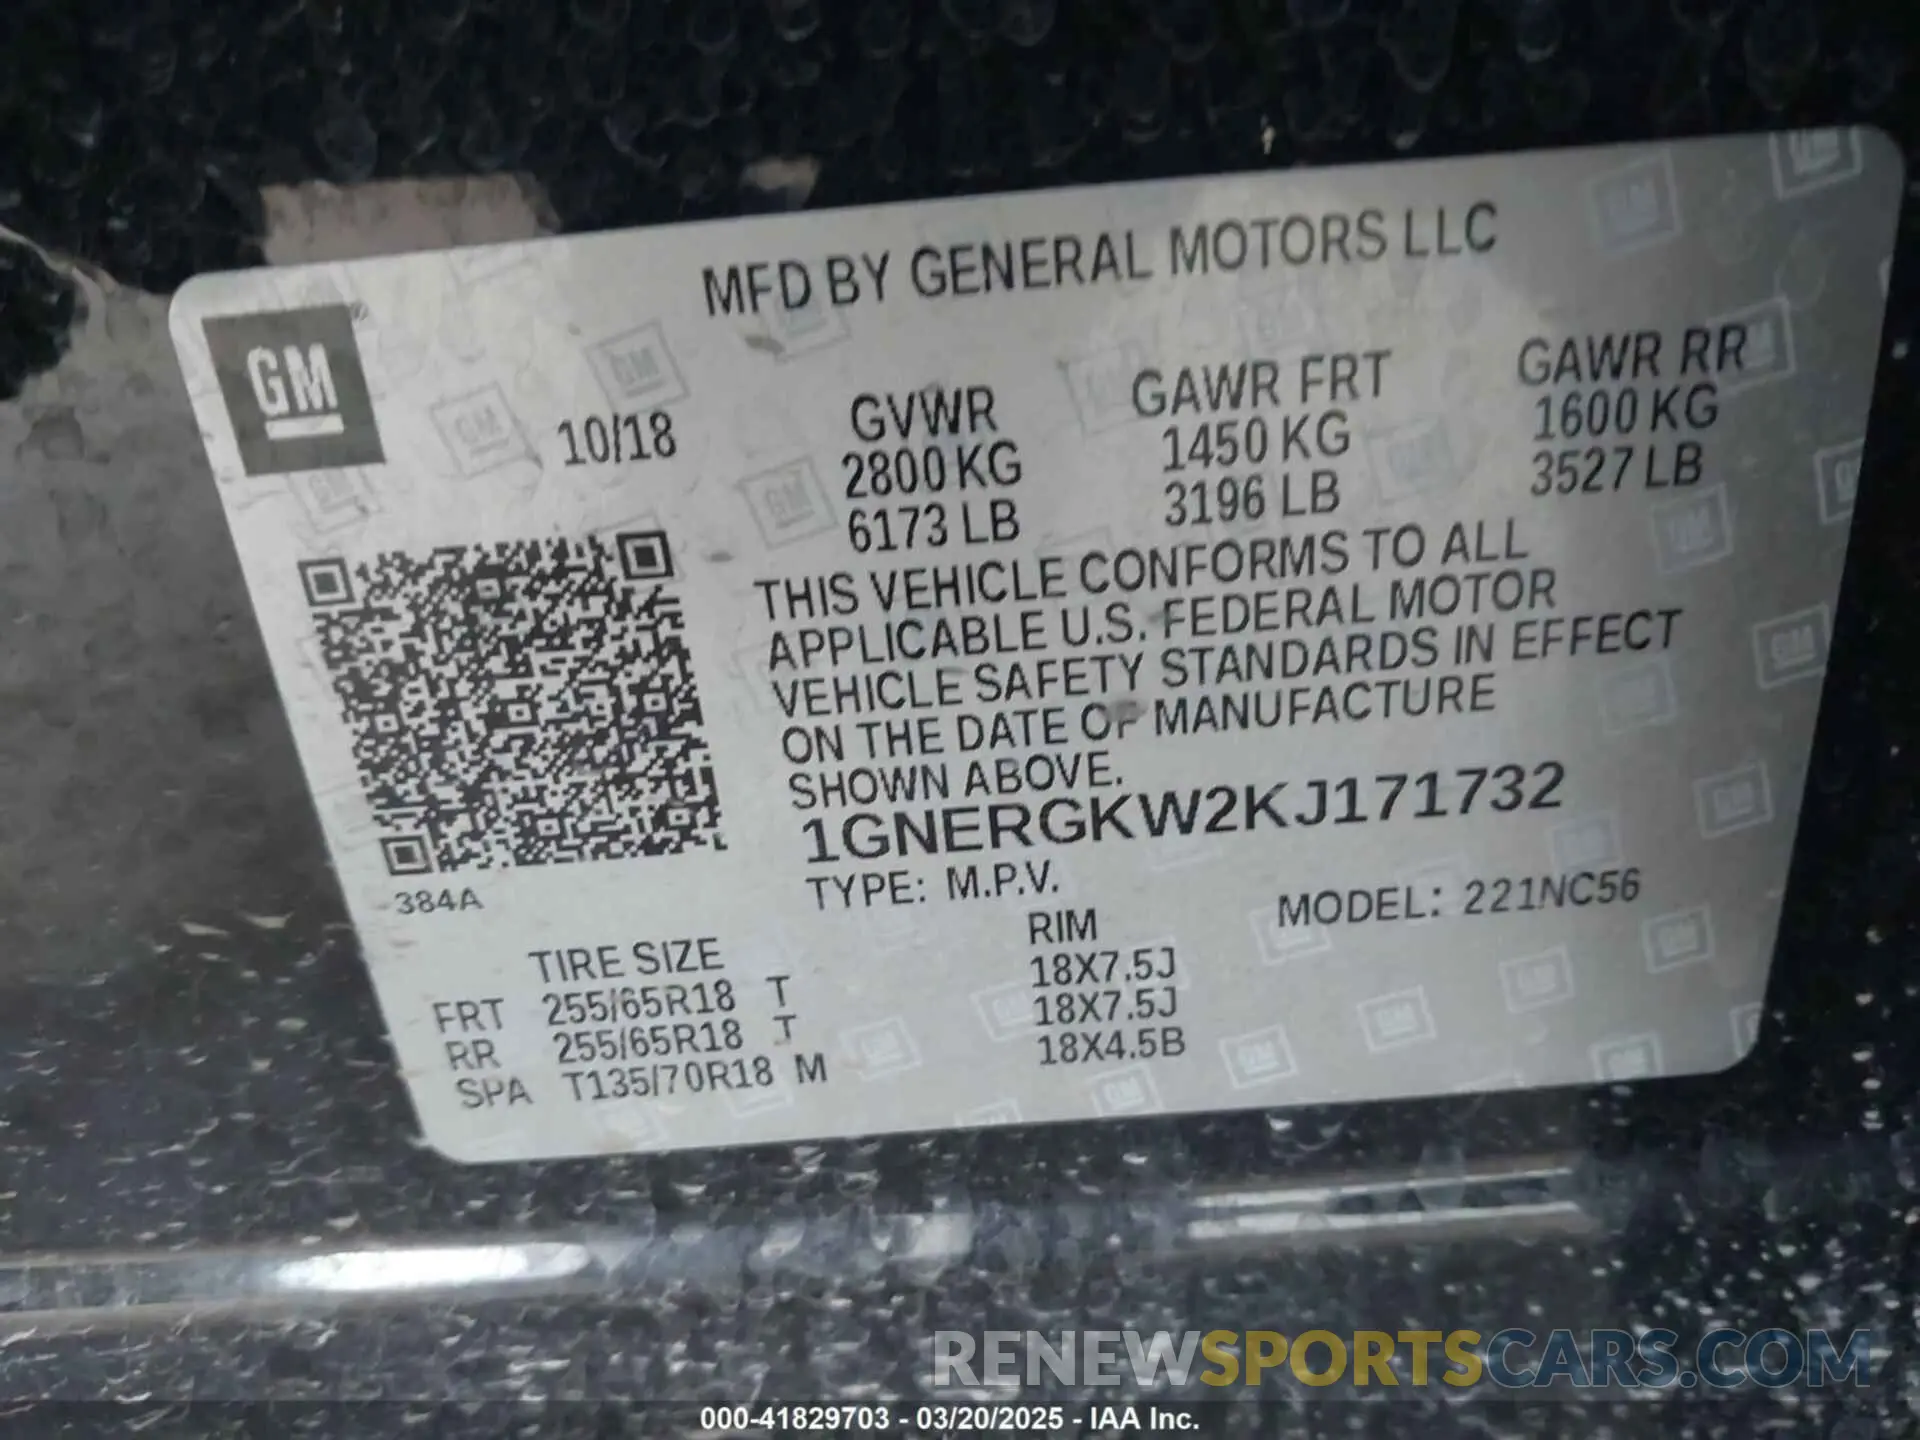 MFD BY GENERAL MOTORS LLC
GM
10/18
GVWR
2800 KG
6173 LB
GAWR FRT
1450 KG
3196 LB
GAWR RR
1600 KG
3527 LB
THIS VEHICLE CONFORMS TO ALL
APPLICABLE U.S. FEDERAL MOTOR
VEHICLE SAFETY STANDARDS IN EFFECT
ON THE DATE OF MANUFACTURE
SHOWN ABOVE.
1GNERGKW2KJ171732
384A
TYPE: M.P.V.
MODEL: 221NC56
TIRE SIZE RIM
FRT 255/65R18 T 18X7.5J
RR 255/65R18 T 18X7.5J
SPA T135/70R18 M 18X4.5B
RENEWSPORTSCARS.COM
000-41829703 - 03/20/2025 - IAA Inc.